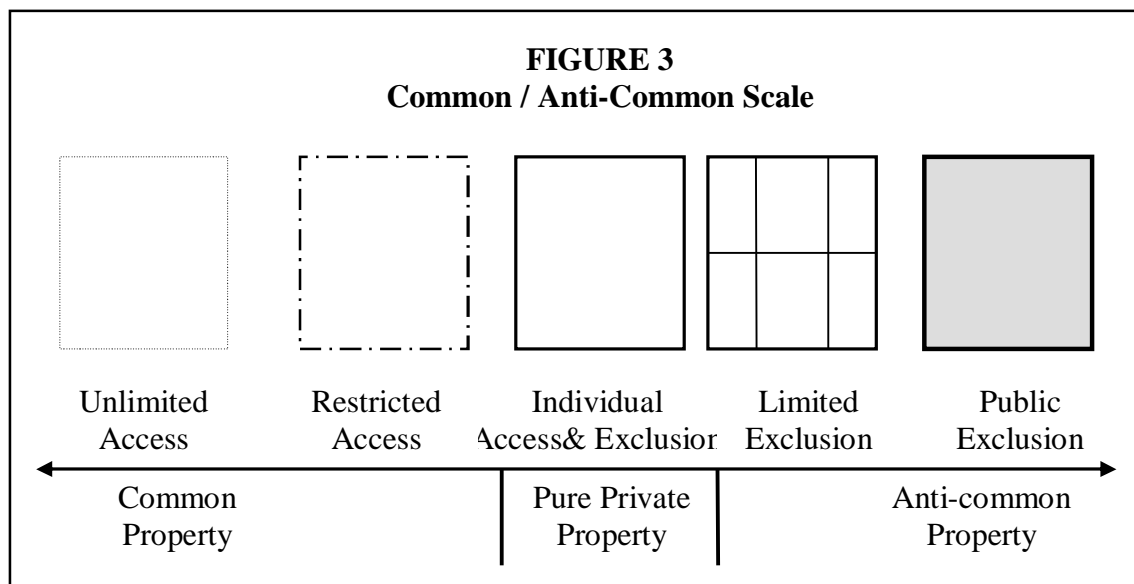 FIGURE 3
Common / Anti-Common Scale
Unlimited
Access
Restricted
Access
Individual
Access& Exclusion
Limited
Exclusion
Public
Exclusion
Common
Property
Pure Private
Property
Anti-common
Property